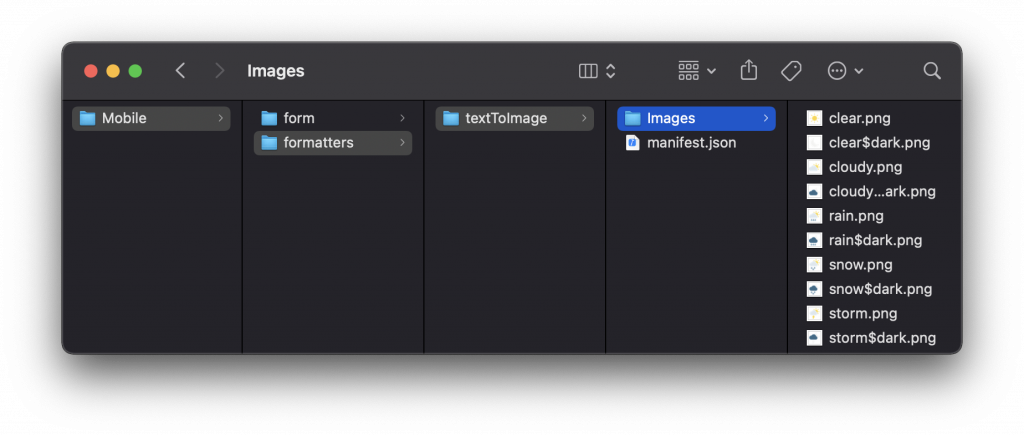 Images
Mobile
form
formatters
textToImage
Images
manifest.json
clear.png
clear$dark.png
cloudy.png
cloudy...ark.png
rain.png
rain$dark.png
snow.png
snow$dark.png
storm.png
storm$dark.png